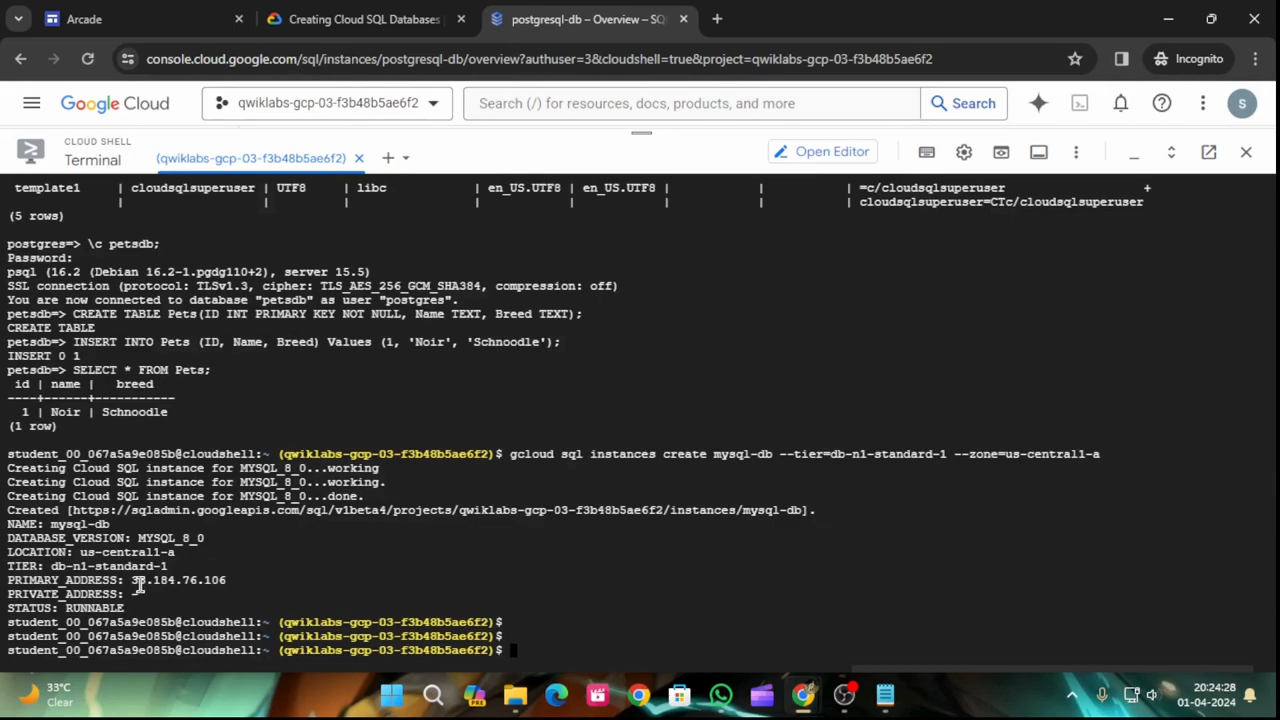 Arcade
Creating Cloud SQL Databases
postgresql-db – Overview – SQ
console.cloud.google.com/sql/instances/postgresql-db/overview?authuser=3&cloudshell=true&project=qwiklabs-gcp-03-f3b48b5ae6f2
Incognito
Google Cloud
qwiklabs-gcp-03-f3b48b5ae6f2
Search (/) for resources, docs, products, and more
Search
S
CLOUD SHELL
Terminal
(qwiklabs-gcp-03-f3b48b5ae6f2)
Open Editor
template1 | cloudsqlsuperuser | UTF8 | libc | en_US.UTF8 | en_US.UTF8 | | | =c/cloudsqlsuperuser +
| | | | | | | | cloudsqlsuperuser=CTc/cloudsqlsuperuser
(5 rows)
postgres=> \c petsdb;
Password:
psql (16.2 (Debian 16.2-1.pgdg110+2), server 15.5)
SSL connection (protocol: TLSv1.3, cipher: TLS_AES_256_GCM_SHA384, compression: off)
You are now connected to database "petsdb" as user "postgres".
petsdb=> CREATE TABLE Pets(ID INT PRIMARY KEY NOT NULL, Name TEXT, Breed TEXT);
CREATE TABLE
petsdb=> INSERT INTO Pets (ID, Name, Breed) Values (1, 'Noir', 'Schnoodle');
INSERT 0 1
petsdb=> SELECT * FROM Pets;
id | name | breed
----+------+-----------
1 | Noir | Schnoodle
(1 row)
student_00_067a5a9e085b@cloudshell:~ (qwiklabs-gcp-03-f3b48b5ae6f2)$ gcloud sql instances create mysql-db --tier=db-n1-standard-1 --zone=us-central1-a
Creating Cloud SQL instance for MYSQL_8_0...working
Creating Cloud SQL instance for MYSQL_8_0...working.
Creating Cloud SQL instance for MYSQL_8_0...done.
Created [https://sqladmin.googleapis.com/sql/v1beta4/projects/qwiklabs-gcp-03-f3b48b5ae6f2/instances/mysql-db].
NAME: mysql-db
DATABASE_VERSION: MYSQL_8_0
LOCATION: us-central1-a
TIER: db-n1-standard-1
PRIMARY_ADDRESS:
PRIVATE_ADDRESS: -
STATUS: RUNNABLE
student_00_067a5a9e085b@cloudshell:~ (qwiklabs-gcp-03-f3b48b5ae6f2)$
student_00_067a5a9e085b@cloudshell:~ (qwiklabs-gcp-03-f3b48b5ae6f2)$
student_00_067a5a9e085b@cloudshell:~ (qwiklabs-gcp-03-f3b48b5ae6f2)$
33°C
Clear
PRE
20:24:28
01-04-2024